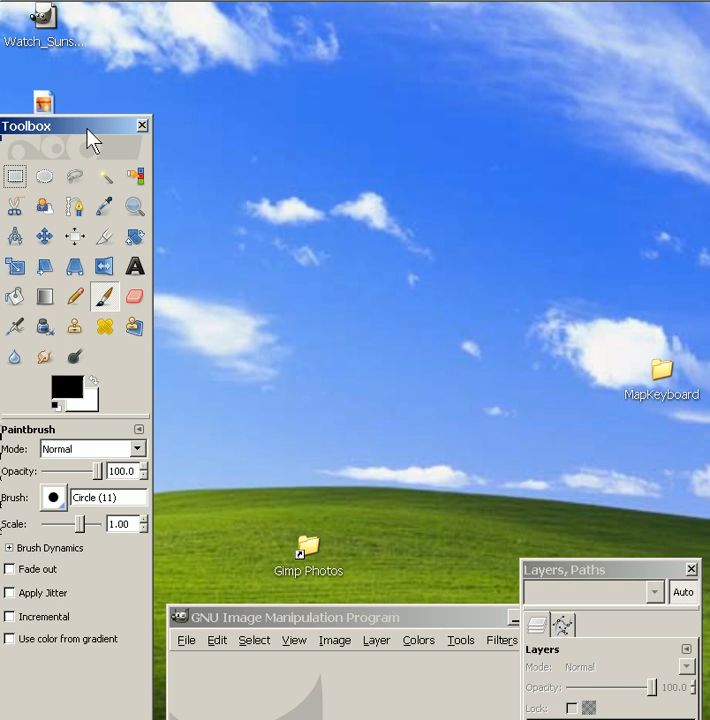 Watch_Suns...
Toolbox
Paintbrush
Mode: Normal
Opacity: 100.0
Brush: Circle (11)
Scale: 1.00
Brush Dynamics
Fade out
Apply Jitter
Incremental
Use color from gradient
MapKeyboard
Gimp Photos
GNU Image Manipulation Program
File Edit Select View Image Layer Colors Tools Filters
Layers, Paths
Auto
Layers
Mode: Normal
Opacity: 100.0
Lock: